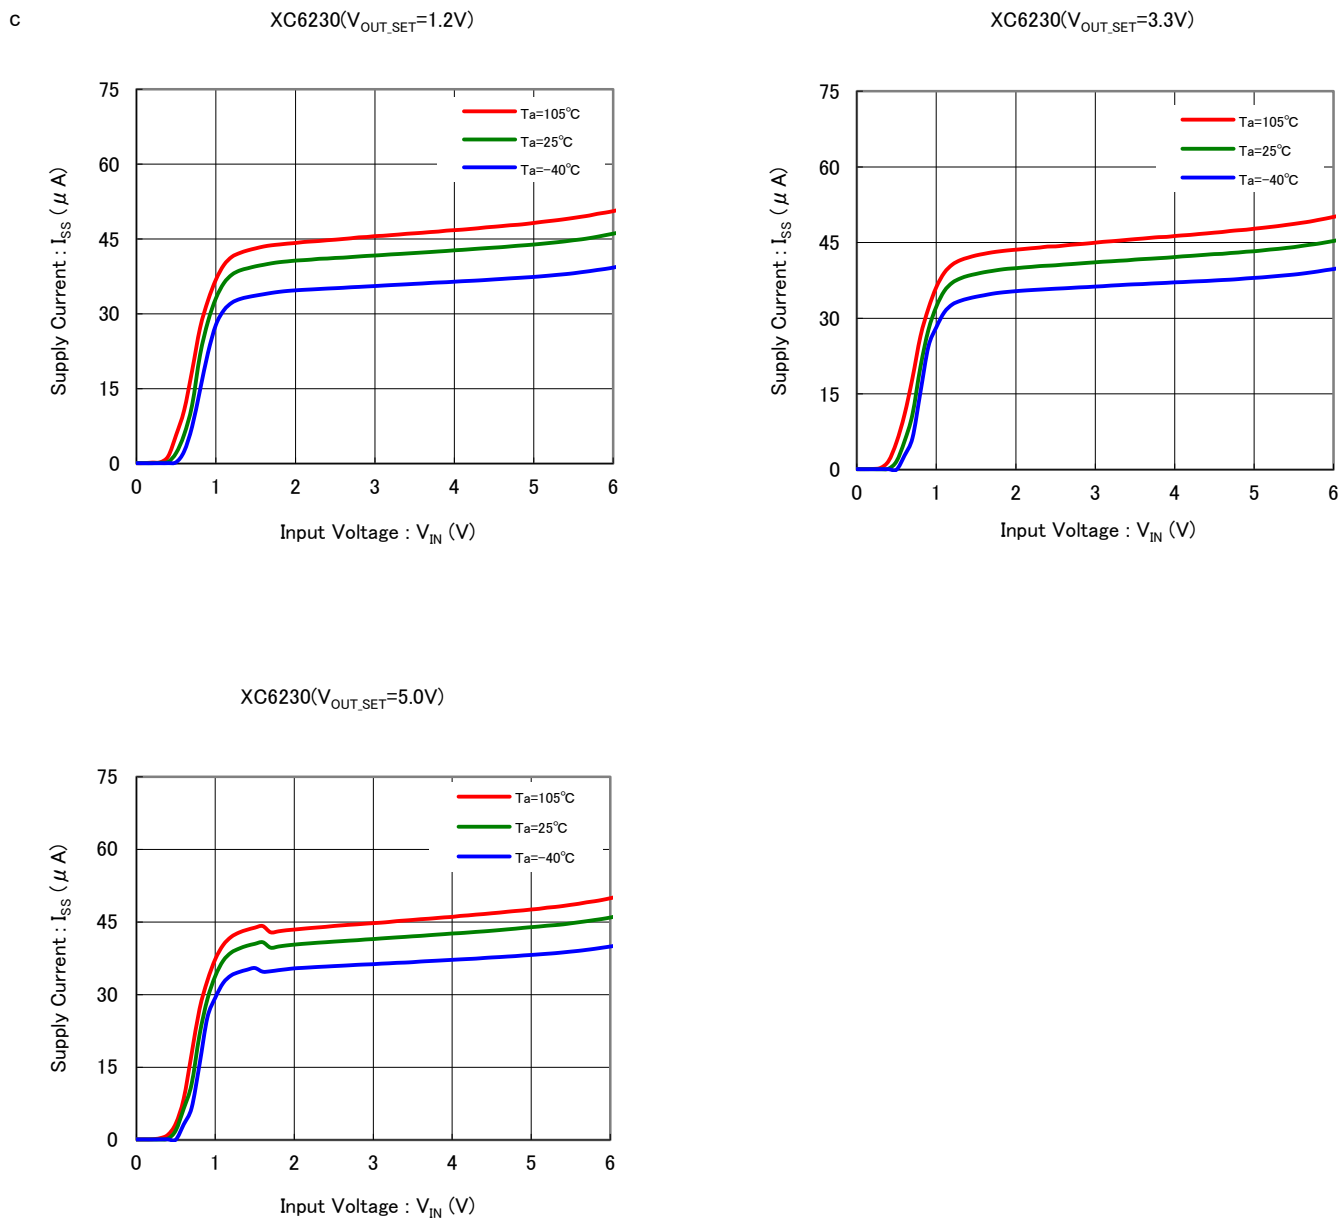 c
XC6230(VOUT_SET=1.2V)
75
60
45
30
15
0
Supply Current : ISS (μ A)
Ta=105℃
Ta=25℃
Ta=-40℃
0 1 2 3 4 5 6
Input Voltage : VIN (V)
XC6230(VOUT_SET=3.3V)
75
60
45
30
15
0
Supply Current : ISS (μ A)
Ta=105℃
Ta=25℃
Ta=-40℃
0 1 2 3 4 5 6
Input Voltage : VIN (V)
XC6230(VOUT_SET=5.0V)
75
60
45
30
15
0
Supply Current : ISS (μ A)
Ta=105℃
Ta=25℃
Ta=-40℃
0 1 2 3 4 5 6
Input Voltage : VIN (V)